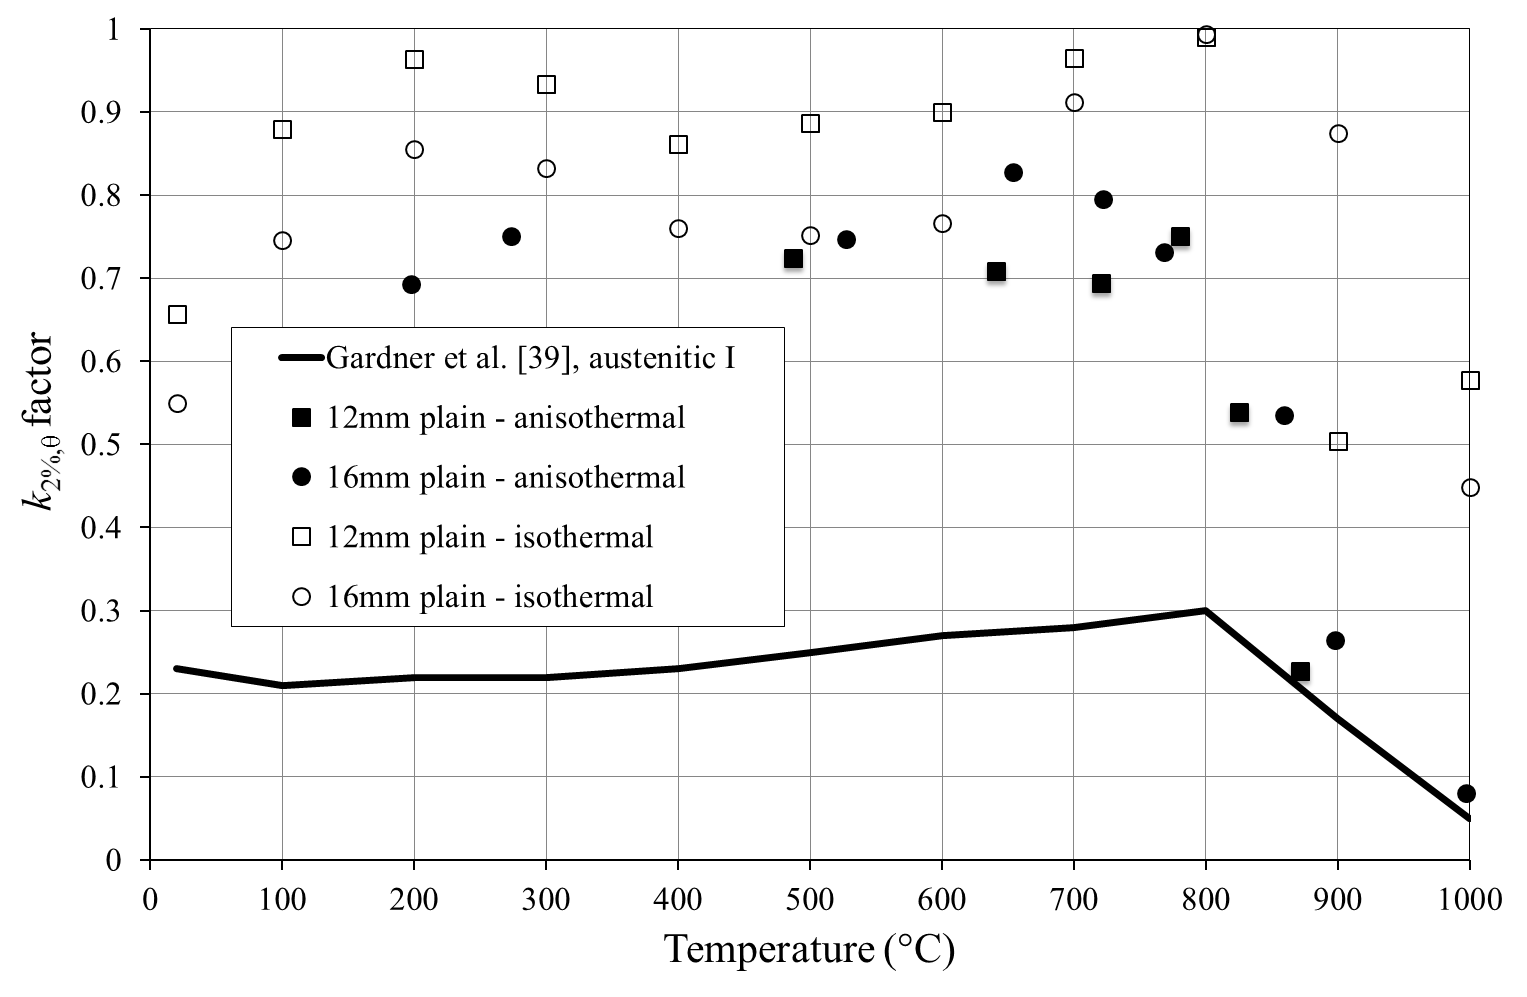 1
0.9
0.8
0.7
0.6
0.5
0.4
0.3
0.2
0.1
0
k2%,θ factor
Gardner et al. [39], austenitic I
12mm plain - anisothermal
16mm plain - anisothermal
12mm plain - isothermal
16mm plain - isothermal
0 100 200 300 400 500 600 700 800 900 1000
Temperature (°C)